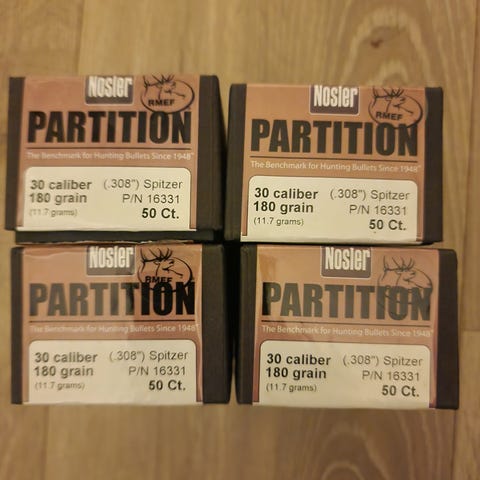 Nosler
RMEF
PARTITION
The Benchmark for Hunting Bullets Since 1948
30 caliber (.308") Spitzer
180 grain P/N 16331
(11.7 grams) 50 Ct.
Nosler
RMEF
PARTITION
The Benchmark for Hunting Bullets Since 1948
30 caliber (.308") Spitzer
180 grain P/N 16331
(11.7 grams) 50 Ct.
Nosler
RMEF
PARTITION
The Benchmark for Hunting Bullets Since 1948
30 caliber (.308") Spitzer
180 grain P/N 16331
(11.7 grams) 50 Ct.
Nosler
PARTITION
The Benchmark for Hunting Bullets Since 1948
30 caliber (.308") Spitzer
180 grain P/N 16331
(11.7 grams) 50 Ct.